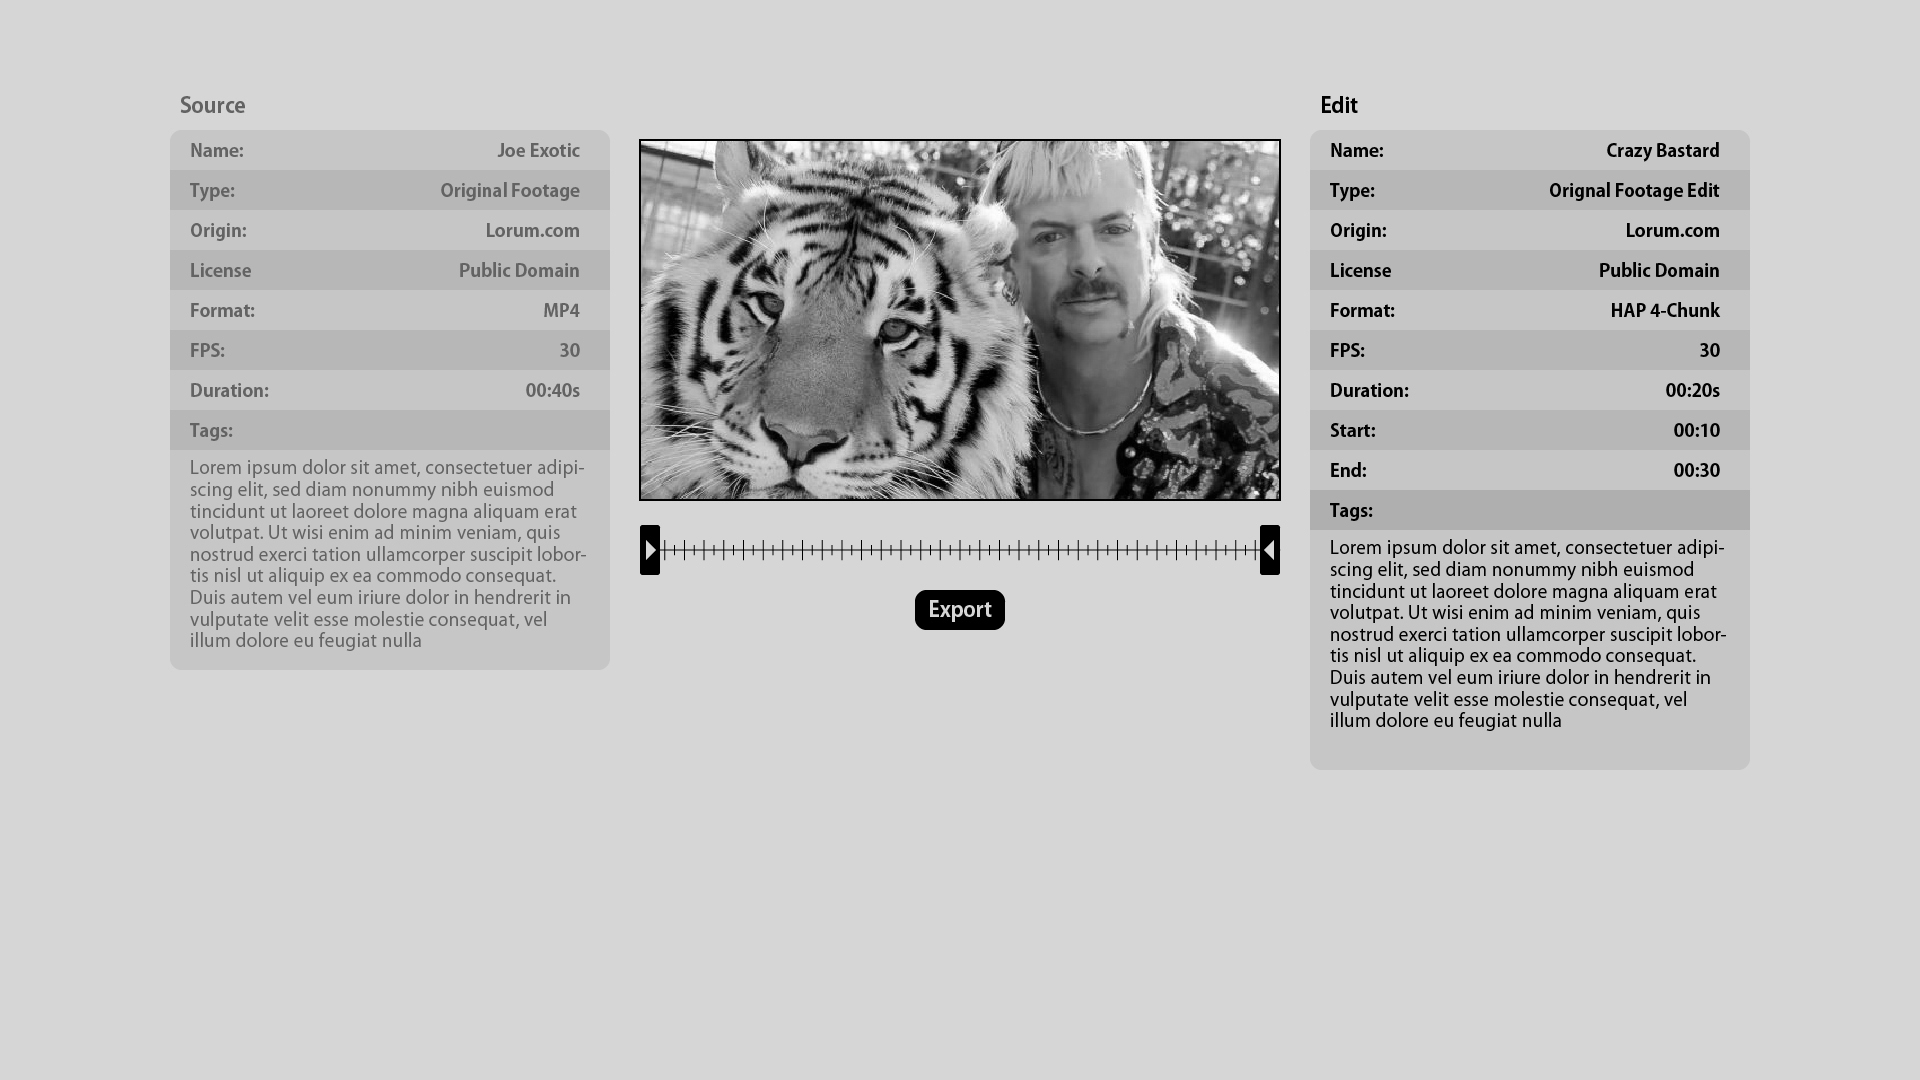 Source
Name: Joe Exotic
Type: Original Footage
Origin: Lorum.com
License Public Domain
Format: MP4
FPS: 30
Duration: 00:40s
Tags:
Lorem ipsum dolor sit amet, consectetuer adipi-
scing elit, sed diam nonummy nibh euismod
tincidunt ut laoreet dolore magna aliquam erat
volutpat. Ut wisi enim ad minim veniam, quis
nostrud exerci tation ullamcorper suscipit lobor-
tis nisl ut aliquip ex ea commodo consequat.
Duis autem vel eum iriure dolor in hendrerit in
vulputate velit esse molestie consequat, vel
illum dolore eu feugiat nulla
Export
Edit
Name: Crazy Bastard
Type: Orignal Footage Edit
Origin: Lorum.com
License Public Domain
Format: HAP 4-Chunk
FPS: 30
Duration: 00:20s
Start: 00:10
End: 00:30
Tags:
Lorem ipsum dolor sit amet, consectetuer adipi-
scing elit, sed diam nonummy nibh euismod
tincidunt ut laoreet dolore magna aliquam erat
volutpat. Ut wisi enim ad minim veniam, quis
nostrud exerci tation ullamcorper suscipit lobor-
tis nisl ut aliquip ex ea commodo consequat.
Duis autem vel eum iriure dolor in hendrerit in
vulputate velit esse molestie consequat, vel
illum dolore eu feugiat nulla